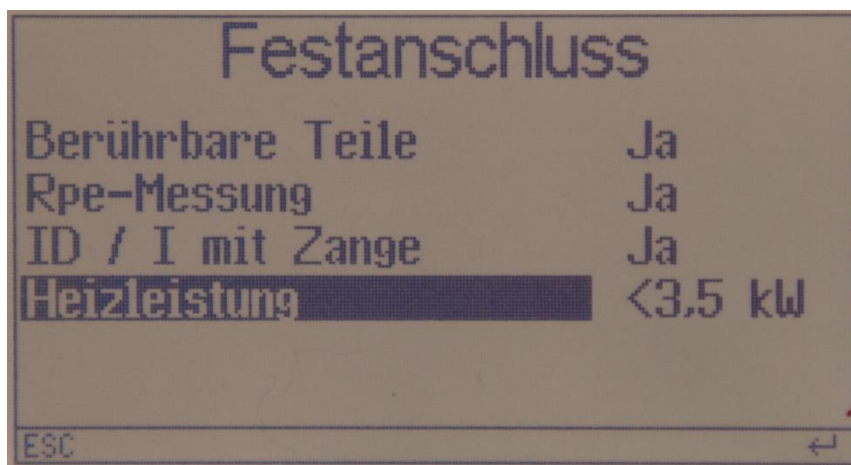 Festanschluss
Berührbare Teile Ja
Rpe-Messung Ja
ID / I mit Zange Ja
Heizleistung <3,5 kW
ESC ↵